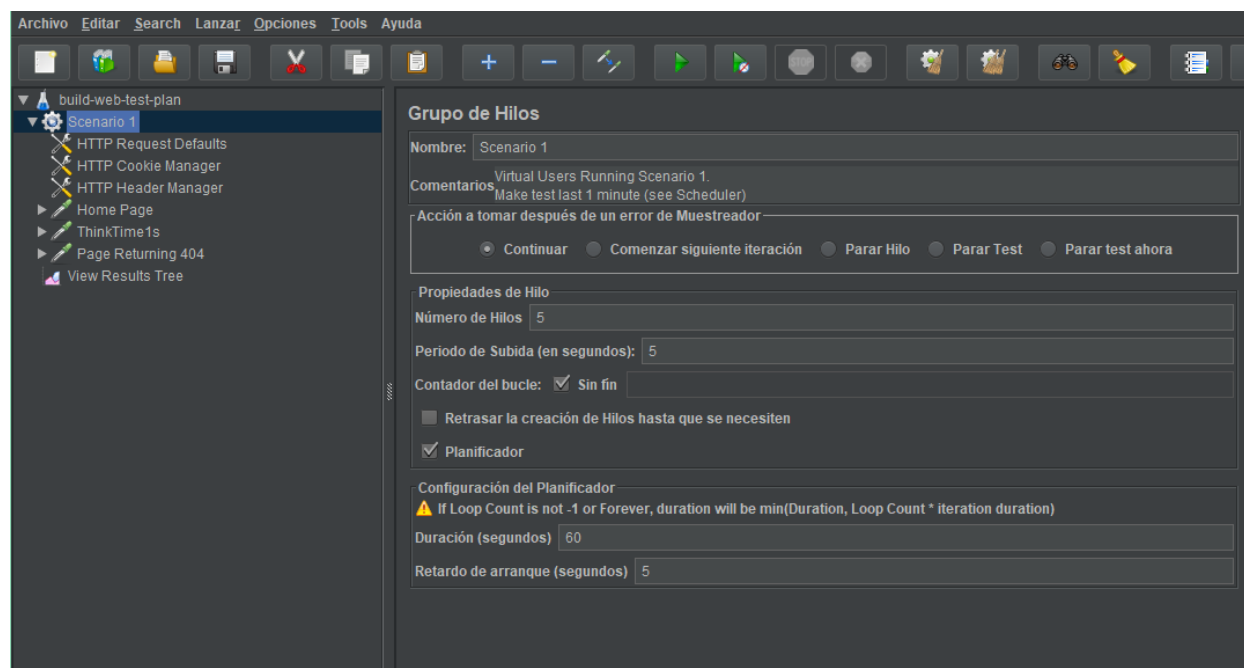 Archivo Editar Search Lanzar Opciones Tools Ayuda
STOP
build-web-test-plan
Scenario 1
HTTP Request Defaults
HTTP Cookie Manager
HTTP Header Manager
Home Page
ThinkTime1s
Page Returning 404
View Results Tree
Grupo de Hilos
Nombre: Scenario 1
Comentarios Virtual Users Running Scenario 1.
Make test last 1 minute (see Scheduler)
Acción a tomar después de un error de Muestreador
Continuar Comenzar siguiente iteración Parar Hilo Parar Test Parar test ahora
Propiedades de Hilo
Número de Hilos 5
Periodo de Subida (en segundos): 5
Contador del bucle: Sin fin
Retrasar la creación de Hilos hasta que se necesiten
Planificador
Configuración del Planificador
If Loop Count is not -1 or Forever, duration will be min(Duration, Loop Count * iteration duration)
Duración (segundos) 60
Retardo de arranque (segundos) 5